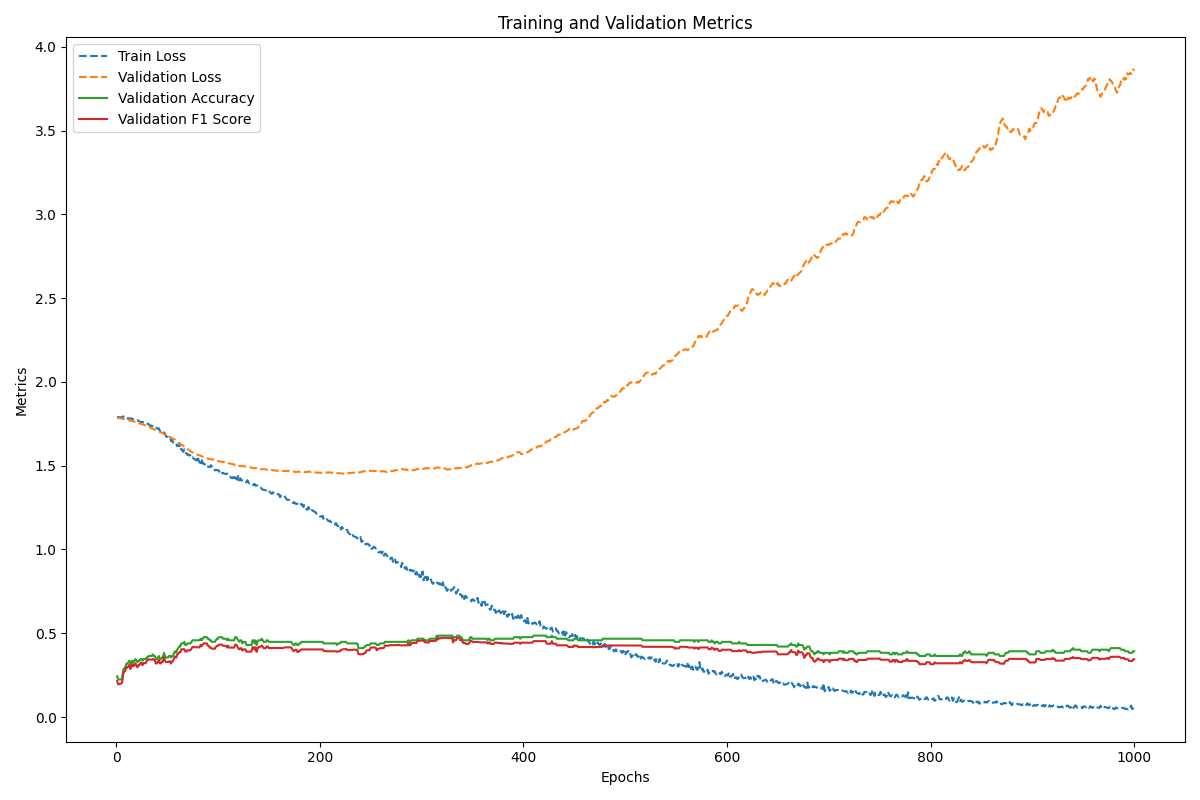 Training and Validation Metrics
Train Loss
Validation Loss
Validation Accuracy
Validation F1 Score
Metrics
4.0
3.5
3.0
2.5
2.0
1.5
1.0
0.5
0.0
0 200 400 600 800 1000
Epochs